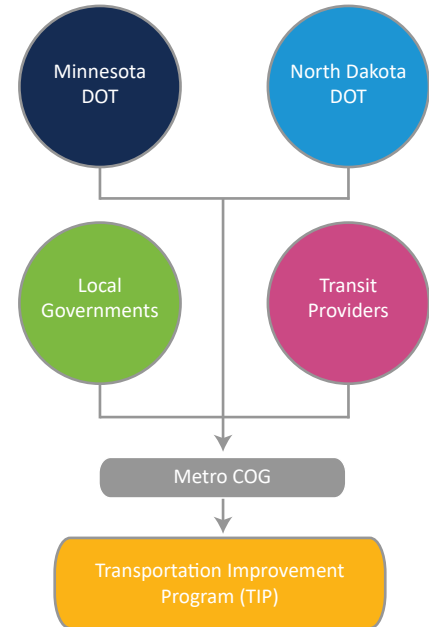 Minnesota
DOT
North Dakota
DOT
Local
Governments
Transit
Providers
Metro COG
Transportation Improvement
Program (TIP)